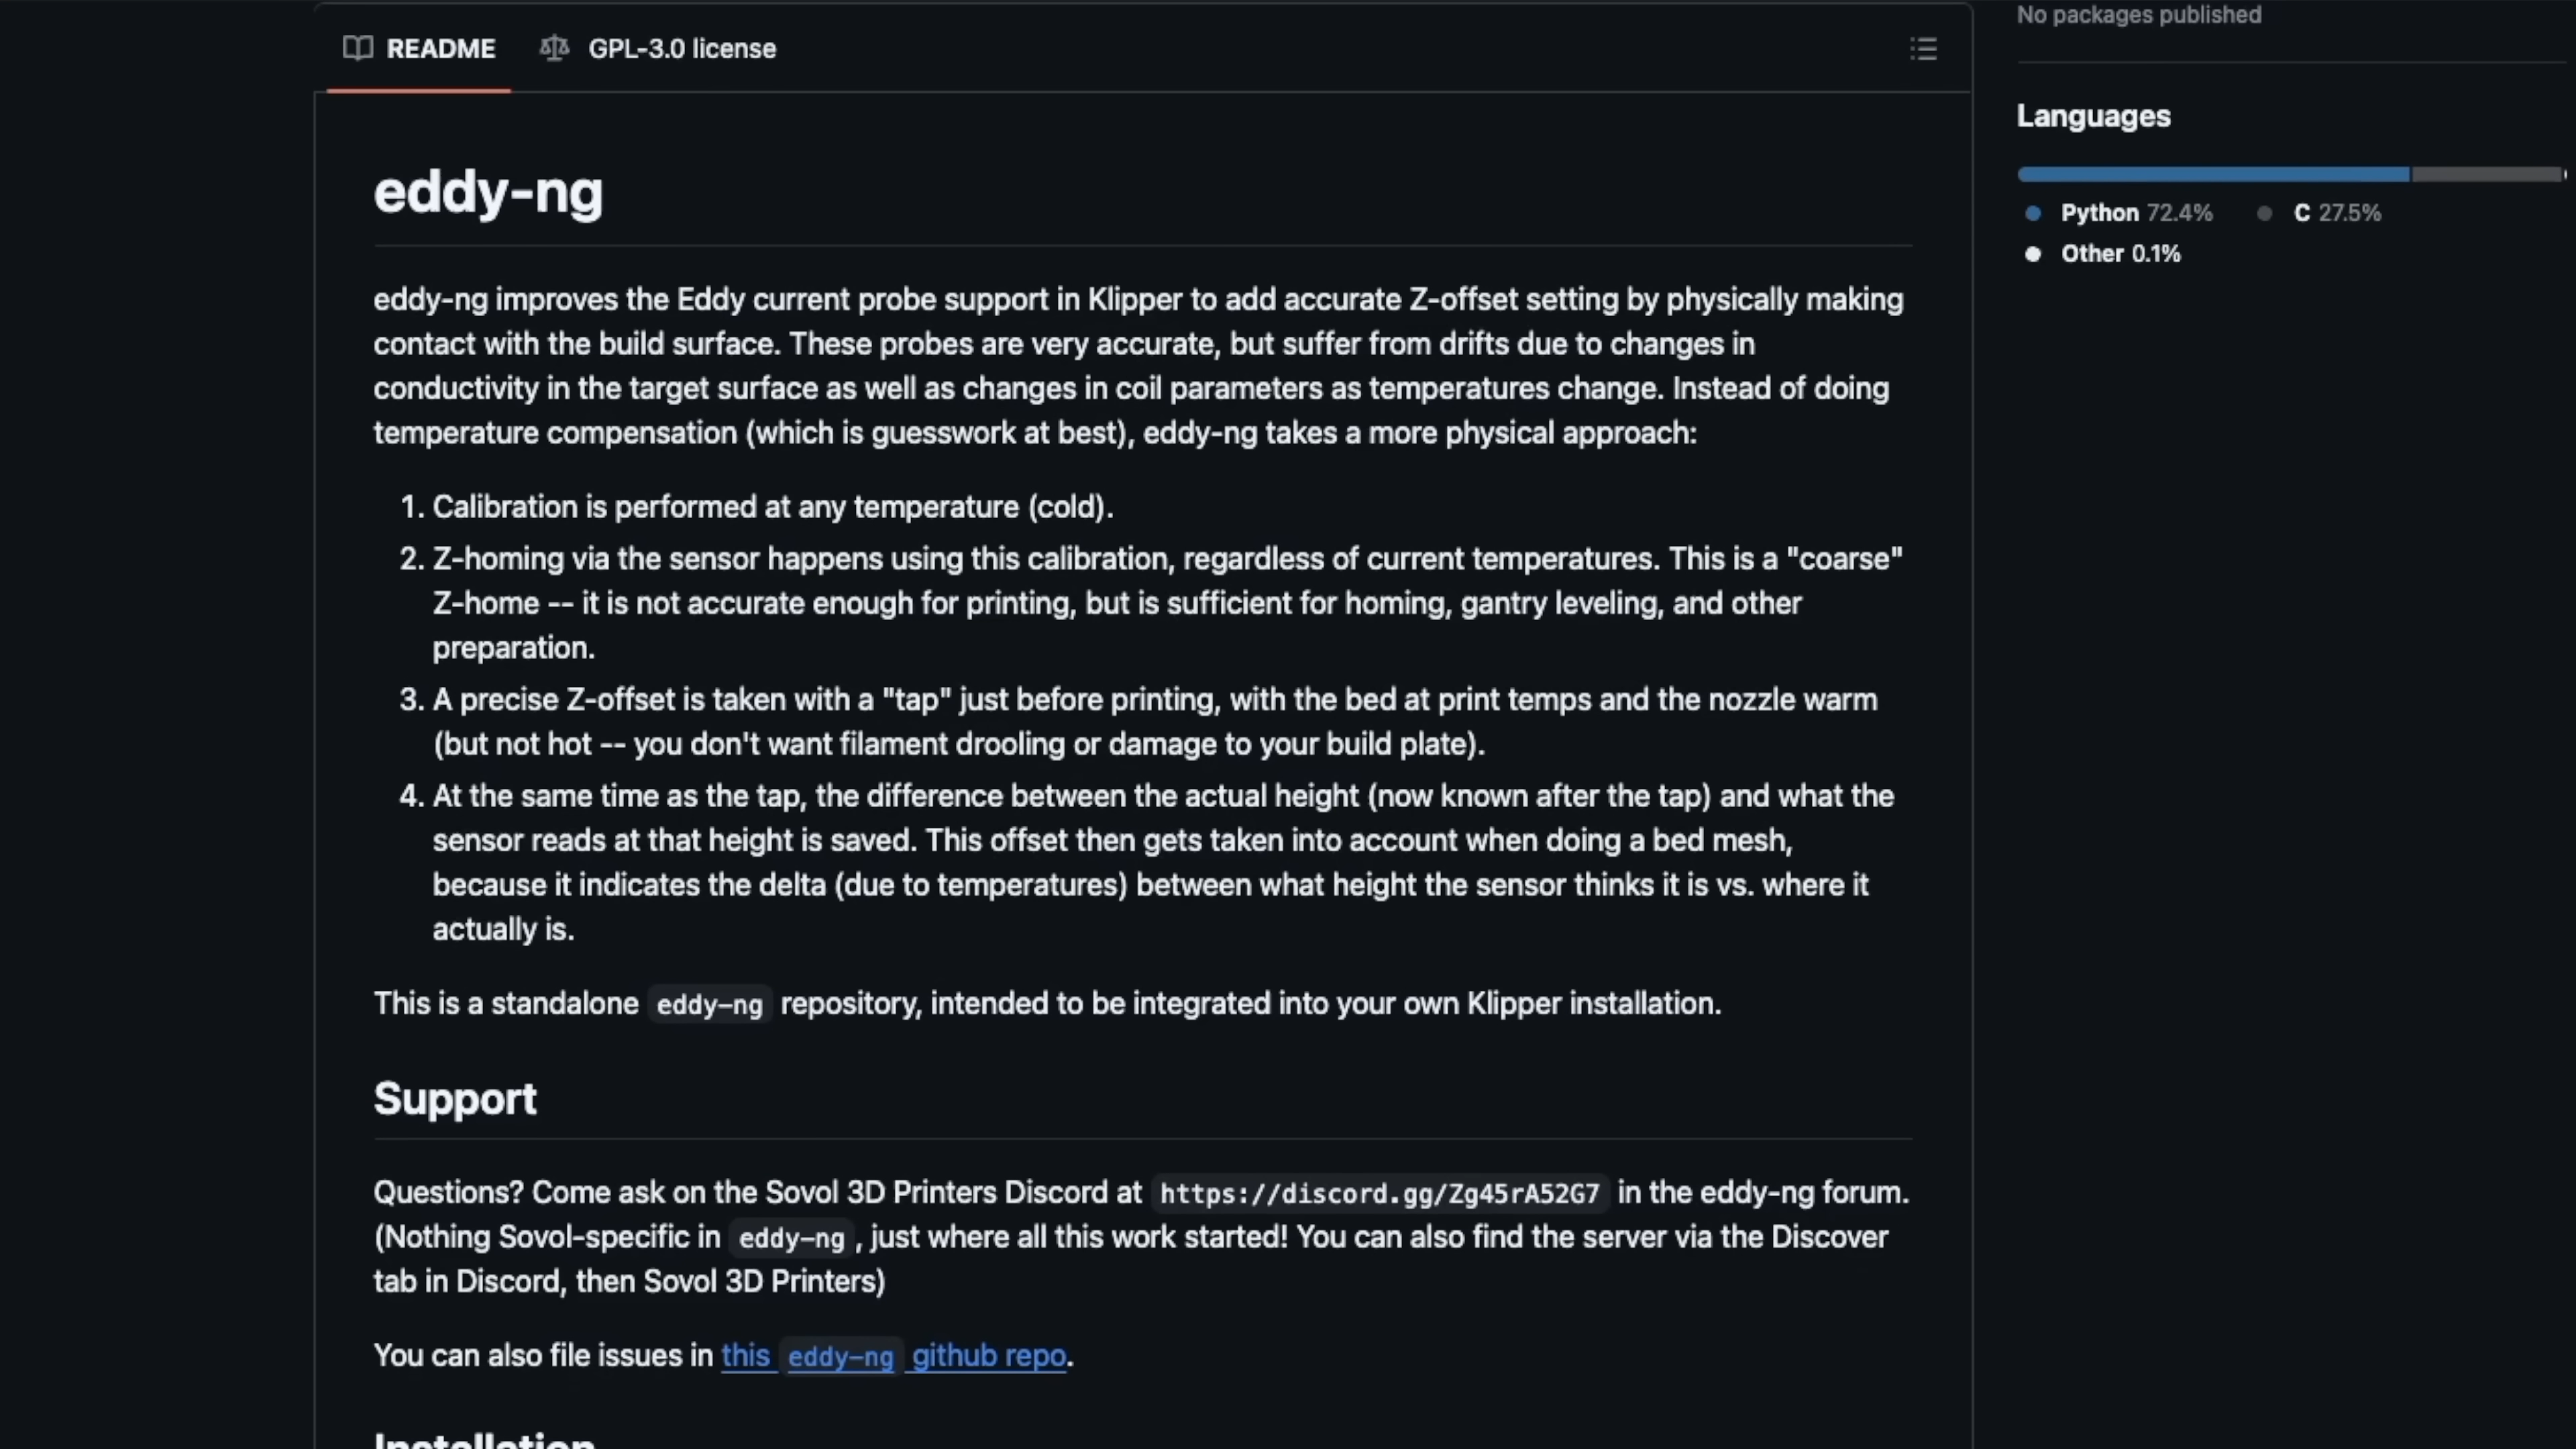 README
GPL-3.0 license
eddy-ng
eddy-ng improves the Eddy current probe support in Klipper to add accurate Z-offset setting by physically making
contact with the build surface. These probes are very accurate, but suffer from drifts due to changes in
conductivity in the target surface as well as changes in coil parameters as temperatures change. Instead of doing
temperature compensation (which is guesswork at best), eddy-ng takes a more physical approach:
1. Calibration is performed at any temperature (cold).
2. Z-homing via the sensor happens using this calibration, regardless of current temperatures. This is a "coarse"
Z-home -- it is not accurate enough for printing, but is sufficient for homing, gantry leveling, and other
preparation.
3. A precise Z-offset is taken with a "tap" just before printing, with the bed at print temps and the nozzle warm
(but not hot -- you don't want filament drooling or damage to your build plate).
4. At the same time as the tap, the difference between the actual height (now known after the tap) and what the
sensor reads at that height is saved. This offset then gets taken into account when doing a bed mesh,
because it indicates the delta (due to temperatures) between what height the sensor thinks it is vs. where it
actually is.
This is a standalone eddy-ng repository, intended to be integrated into your own Klipper installation.
Support
Questions? Come ask on the Sovol 3D Printers Discord at https://discord.gg/Zg45rA52G7 in the eddy-ng forum.
(Nothing Sovol-specific in eddy-ng, just where all this work started! You can also find the server via the Discover
tab in Discord, then Sovol 3D Printers)
You can also file issues in this eddy-ng github repo.
Installation
No packages published
Languages
Python 72.4%
C 27.5%
Other 0.1%